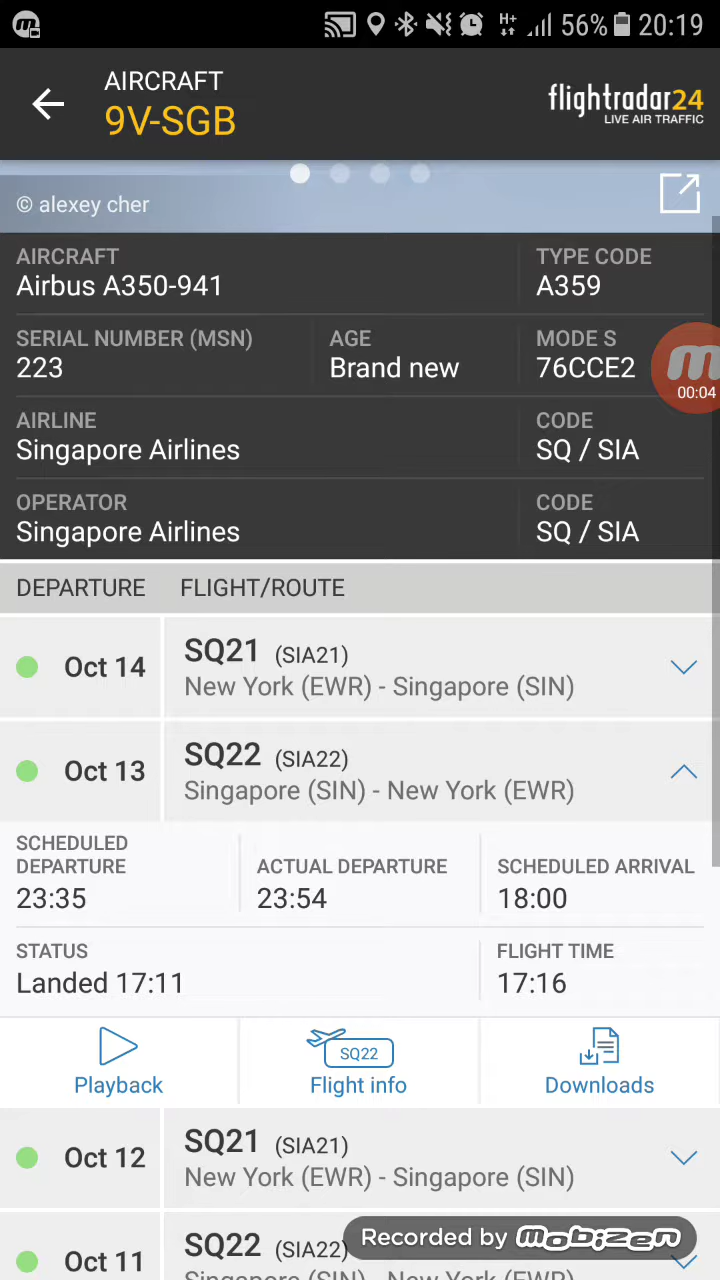 H+ 56% 20:19
AIRCRAFT
9V-SGB
flightradar24
LIVE AIR TRAFFIC
© alexey cher
AIRCRAFT TYPE CODE
Airbus A350-941 A359
SERIAL NUMBER (MSN) AGE MODE S
223 Brand new 76CCE2
m
00:04
AIRLINE CODE
Singapore Airlines SQ / SIA
OPERATOR CODE
Singapore Airlines SQ / SIA
DEPARTURE FLIGHT/ROUTE
Oct 14 SQ21 (SIA21)
New York (EWR) - Singapore (SIN)
Oct 13 SQ22 (SIA22)
Singapore (SIN) - New York (EWR)
SCHEDULED
DEPARTURE ACTUAL DEPARTURE SCHEDULED ARRIVAL
23:35 23:54 18:00
STATUS FLIGHT TIME
Landed 17:11 17:16
SQ22
Playback Flight info Downloads
Oct 12 SQ21 (SIA21)
New York (EWR) - Singapore (SIN)
Oct 11 SQ22 (SIA22)
Recorded by mobizen
Singapore (SIN) - New York (EWR)